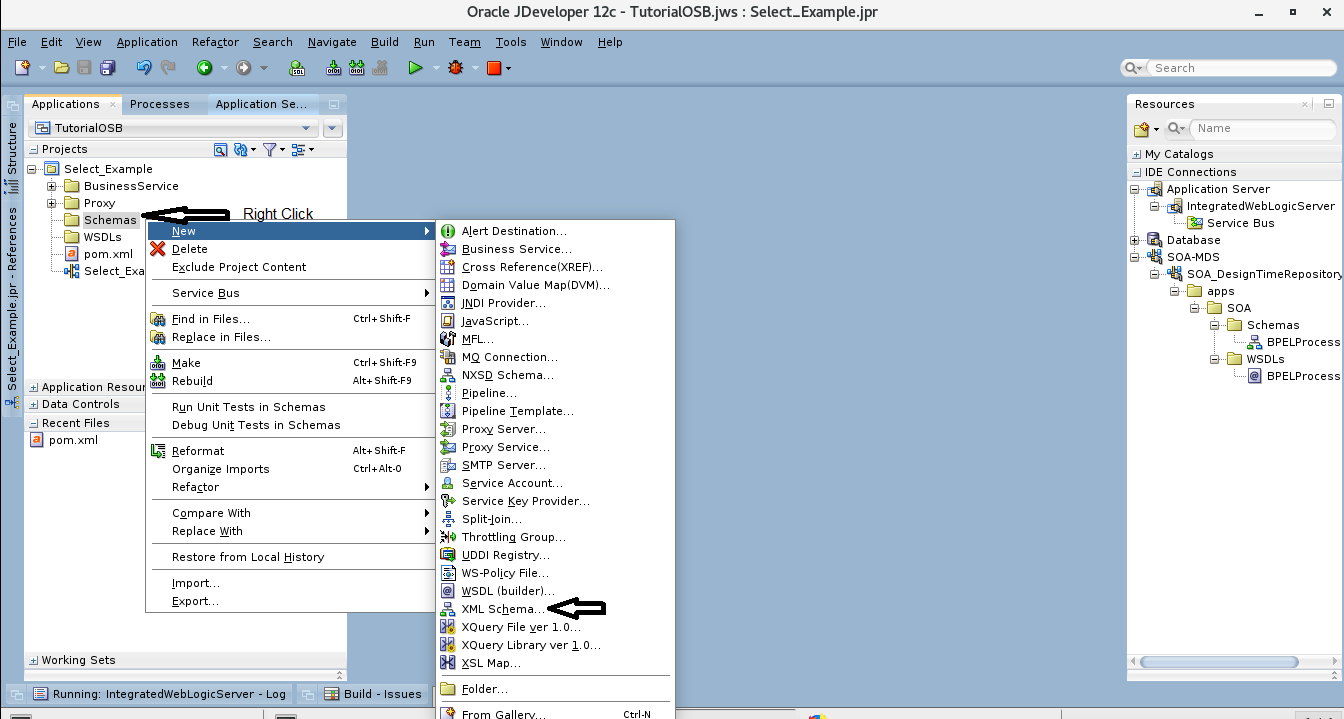 Oracle JDeveloper 12c - TutorialOSB.jws : Select_Example.jpr
File Edit View Application Refactor Search Navigate Build Run Team Tools Window Help
Search
Structure
Select_Example.jpr - References
Applications
Processes
Application Se...
TutorialOSB
Projects
Select_Example
BusinessService
Proxy
Schemas
Right Click
WSDLs
pom.xml
Select_Exa
Application Resour
Data Controls
Recent Files
pom.xml
Working Sets
New
Delete
Exclude Project Content
Service Bus
Find in Files... Ctrl+Shift-F
Replace in Files...
Make Ctrl+Shift-F9
Rebuild Alt+Shift-F9
Run Unit Tests in Schemas
Debug Unit Tests in Schemas
Reformat Alt+Shift-F
Organize Imports Ctrl+Alt-O
Refactor
Compare With
Replace With
Restore from Local History
Import...
Export...
Alert Destination...
Business Service...
Cross Reference(XREF)...
Domain Value Map(DVM)...
JNDI Provider...
JavaScript...
MFL...
MQ Connection...
NXSD Schema...
Pipeline...
Pipeline Template...
Proxy Server...
Proxy Service...
SMTP Server...
Service Account...
Service Key Provider...
Split-Join...
Throttling Group...
UDDI Registry...
WS-Policy File...
WSDL (builder)...
XML Schema...
XQuery File ver 1.0...
XQuery Library ver 1.0...
XSL Map...
Folder...
From Gallery... Ctrl-N
Resources
Name
My Catalogs
IDE Connections
Application Server
IntegratedWebLogicServer
Service Bus
Database
SOA-MDS
SOA_DesignTimeRepository
apps
SOA
Schemas
BPELProcess
WSDLs
BPELProcess
Running: IntegratedWebLogicServer - Log
Build - Issues